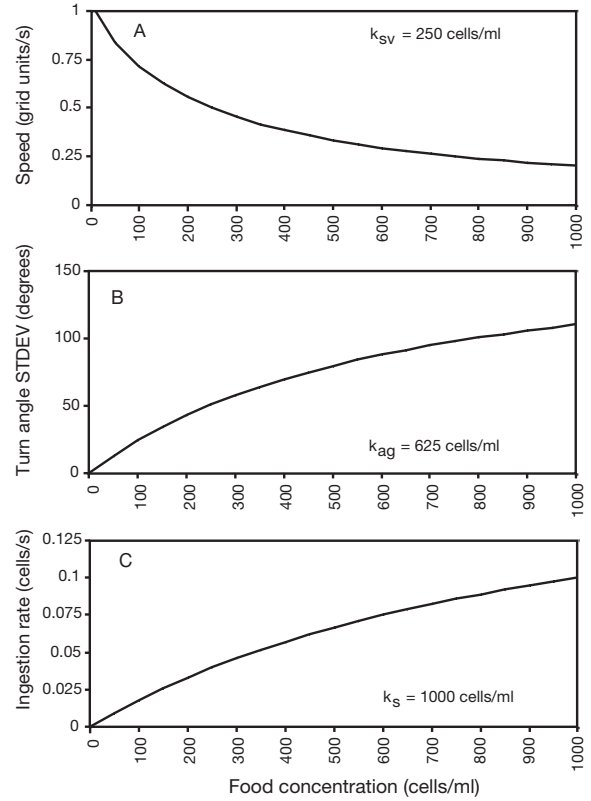 1
0.75
0.5
0.25
0
Speed (grid units/s)
A
k_sv = 250 cells/ml
0 100 200 300 400 500 600 700 800 900 1000
150
100
50
0
Turn angle STDEV (degrees)
B
k_ag = 625 cells/ml
0 100 200 300 400 500 600 700 800 900 1000
0.125
0.1
0.075
0.05
0.025
0
Ingestion rate (cells/s)
C
k_s = 1000 cells/ml
0 100 200 300 400 500 600 700 800 900 1000
Food concentration (cells/ml)